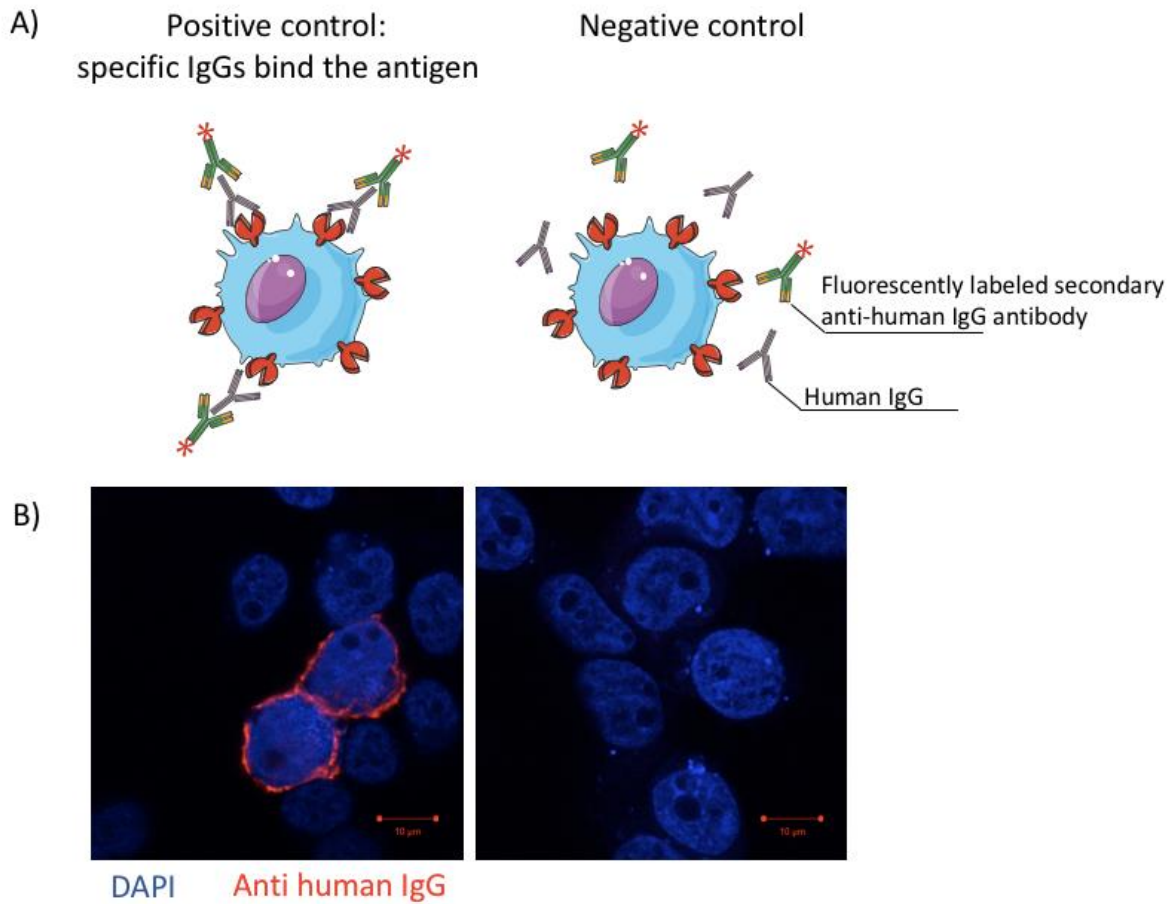 A)
Positive control:
specific IgGs bind the antigen
Negative control
Fluorescently labeled secondary
anti-human IgG antibody
Human IgG
B)
10 μm
10 μm
DAPI
Anti human IgG